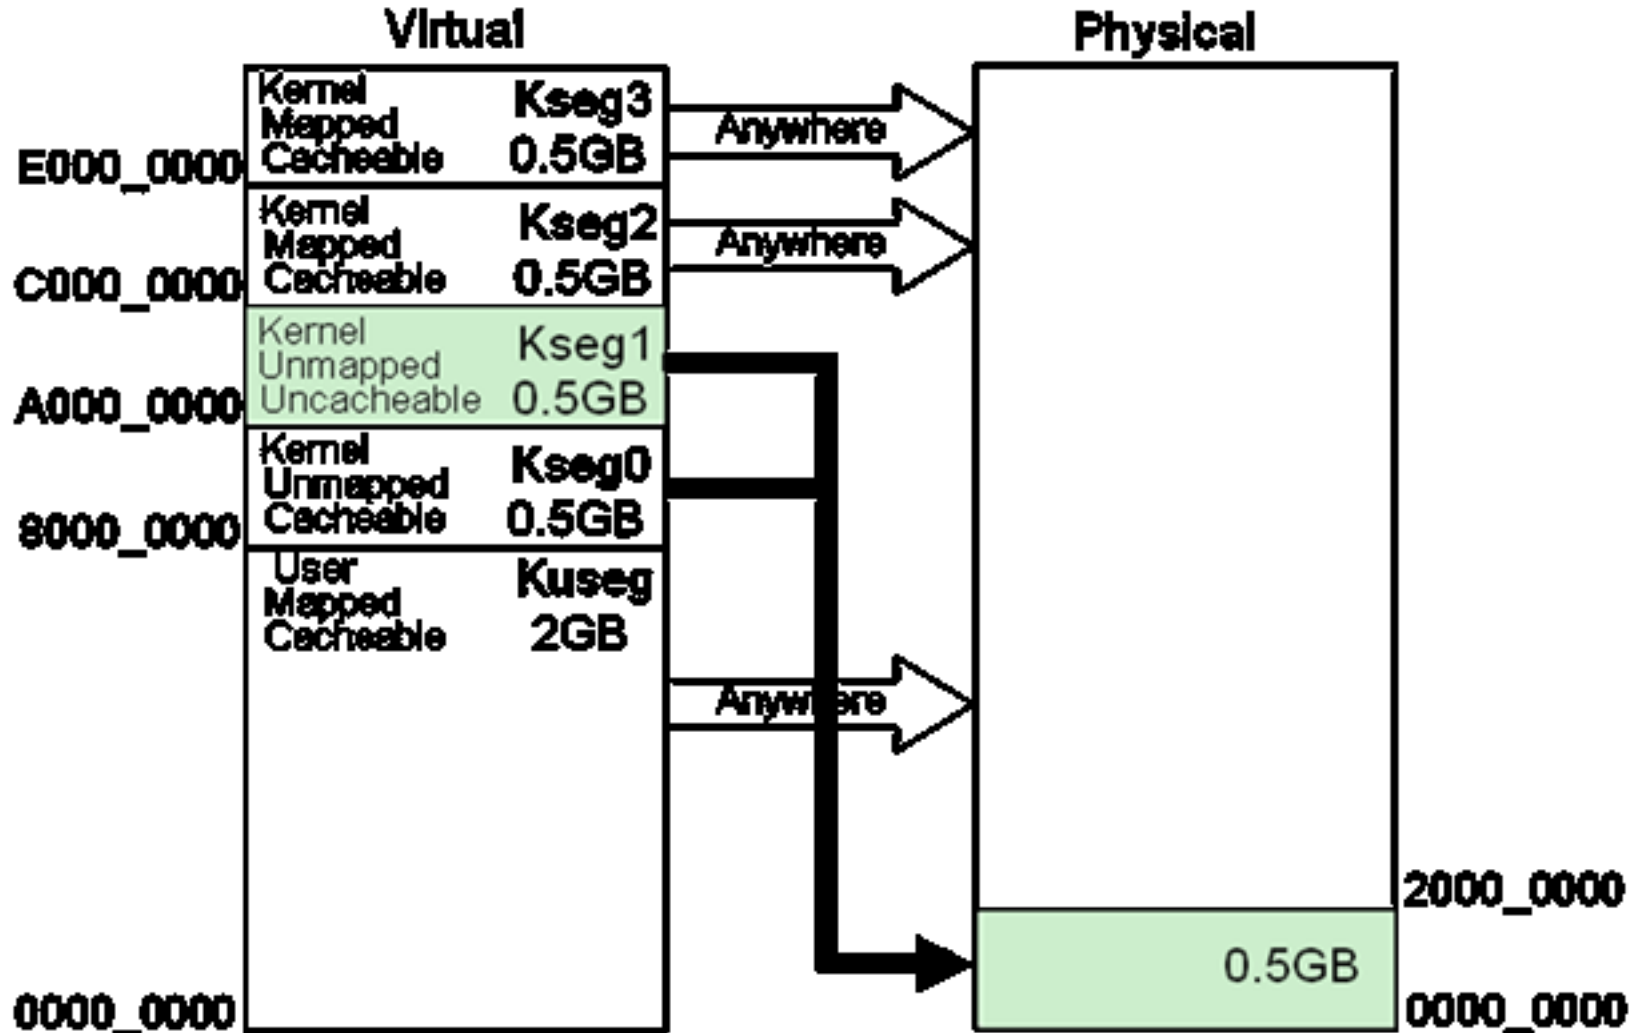 Virtual
Physical
Kernel
Mapped
Cacheable
Kseg3
0.5GB
Anywhere
E000_0000
Kernel
Mapped
Cacheable
Kseg2
0.5GB
Anywhere
C000_0000
Kernel
Unmapped
Uncacheable
Kseg1
0.5GB
A000_0000
Kernel
Unmapped
Cacheable
Kseg0
0.5GB
8000_0000
User
Mapped
Cacheable
Kuseg
2GB
Anywhere
2000_0000
0.5GB
0000_0000
0000_0000